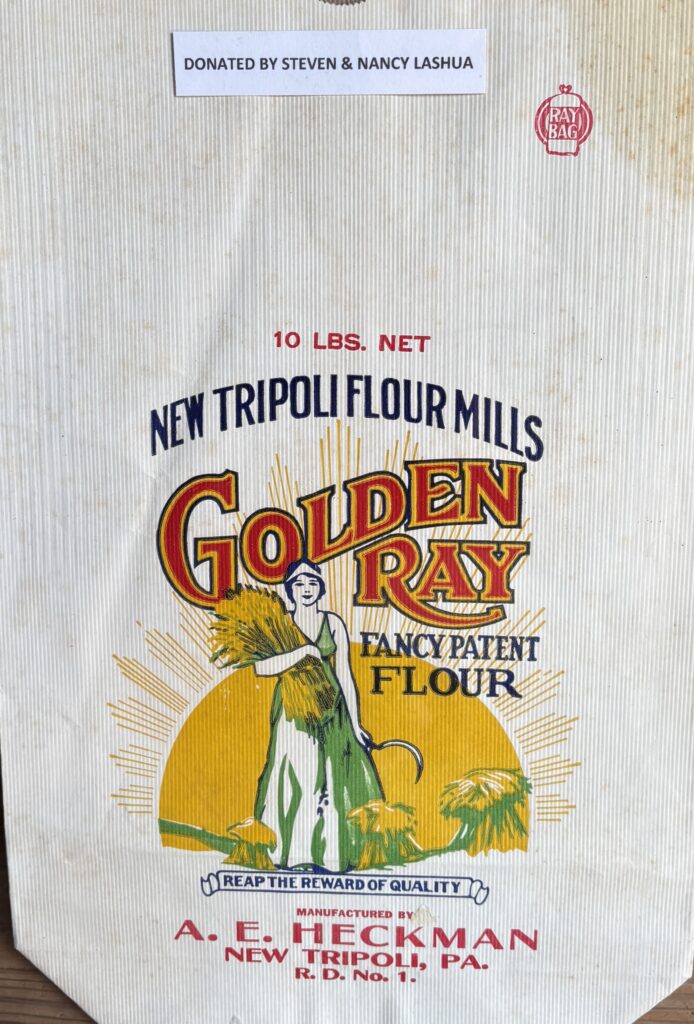 DONATED BY STEVEN & NANCY LASHUA
RAY
BAG
10 LBS. NET
NEW TRIPOLI FLOUR MILLS
GOLDEN
RAY
FANCY PATENT
FLOUR
REAP THE REWARD OF QUALITY
MANUFACTURED BY
A. E. HECKMAN
NEW TRIPOLI, PA.
R. D. No. 1.